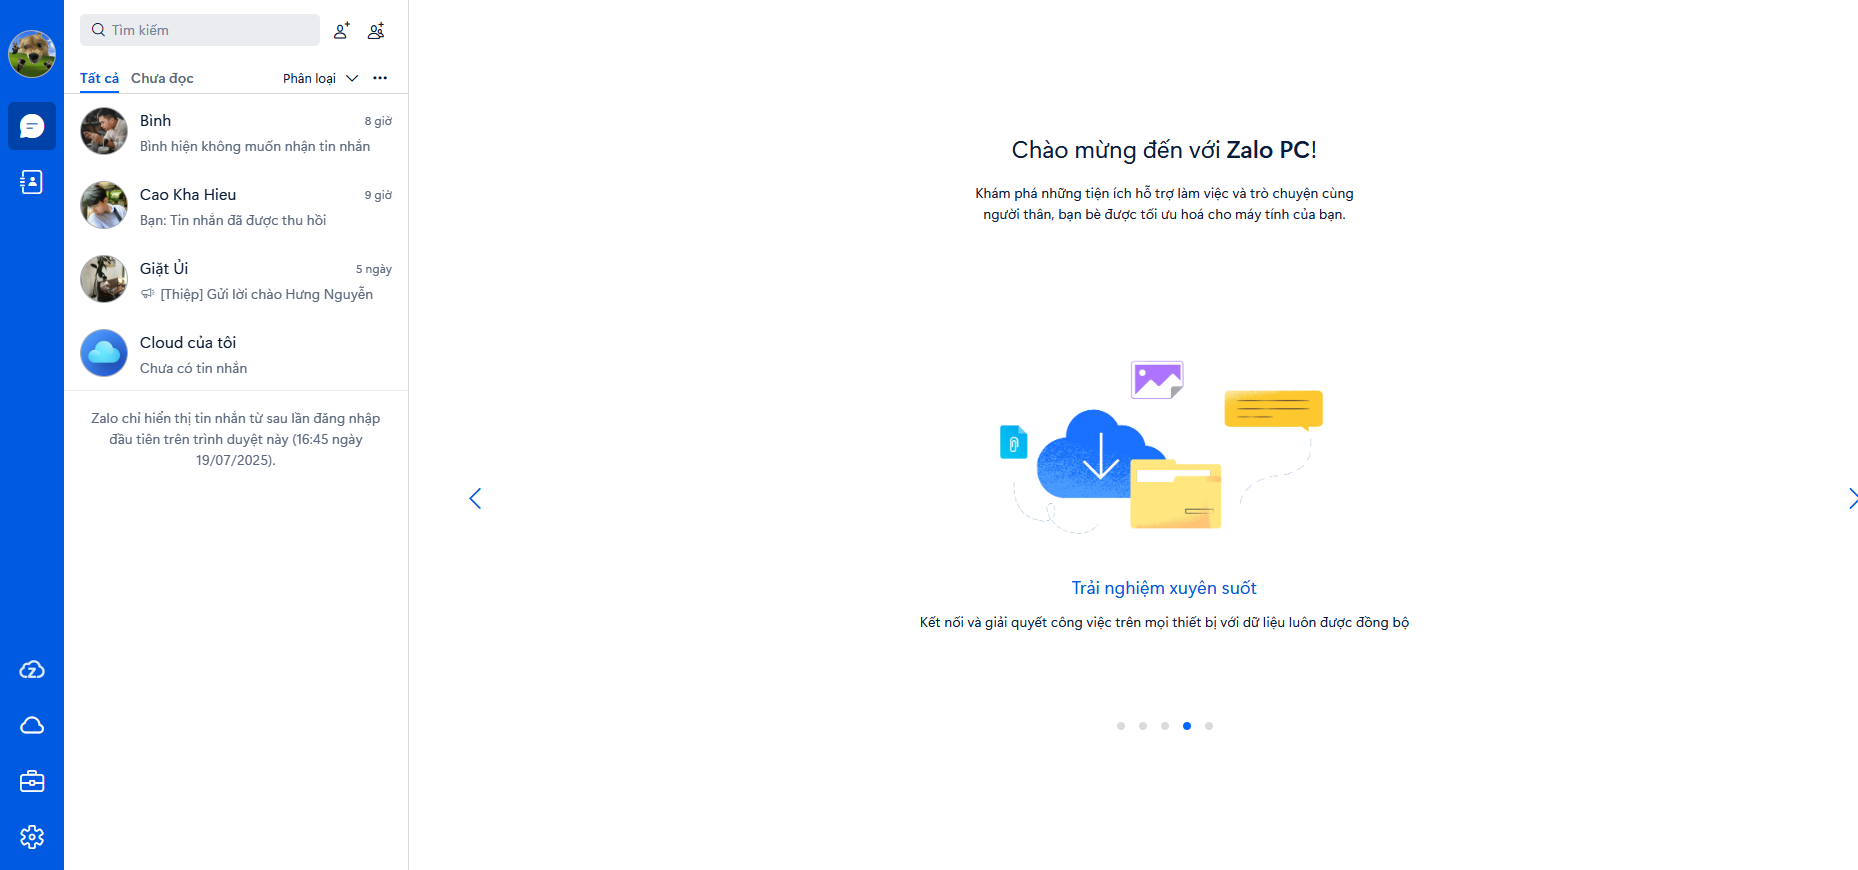 Tìm kiếm
Tất cả Chưa đọc Phân loại
Bình 8 giờ
Bình hiện không muốn nhận tin nhắn
Cao Kha Hieu 9 giờ
Bạn: Tin nhắn đã được thu hồi
Giặt Ủi 5 ngày
[Thiệp] Gửi lời chào Hưng Nguyễn
Cloud của tôi
Chưa có tin nhắn
Zalo chỉ hiển thị tin nhắn từ sau lần đăng nhập
đầu tiên trên trình duyệt này (16:45 ngày
19/07/2025).
Chào mừng đến với Zalo PC!
Khám phá những tiện ích hỗ trợ làm việc và trò chuyện cùng
người thân, bạn bè được tối ưu hoá cho máy tính của bạn.
Trải nghiệm xuyên suốt
Kết nối và giải quyết công việc trên mọi thiết bị với dữ liệu luôn được đồng bộ
Z